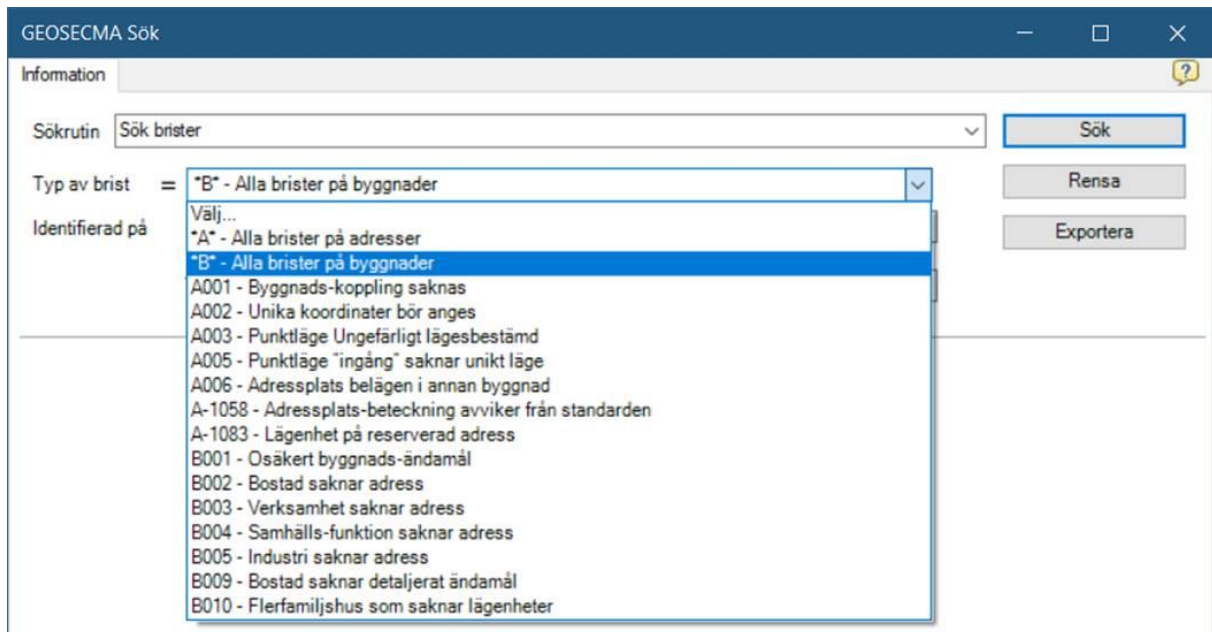 GEOSECMA Sök
Information
Sökrutin Sök brister Sök
Typ av brist = *B* - Alla brister på byggnader Rensa
Välj...
Identifierad på Exportera
*A* - Alla brister på adresser
*B* - Alla brister på byggnader
A001 - Byggnads-koppling saknas
A002 - Unika koordinater bör anges
A003 - Punktläge Ungefärligt lägesbestämd
A005 - Punktläge "ingång" saknar unikt läge
A006 - Adressplats belägen i annan byggnad
A-1058 - Adressplats-beteckning avviker från standarden
A-1083 - Lägenhet på reserverad adress
B001 - Osäkert byggnads-ändamål
B002 - Bostad saknar adress
B003 - Verksamhet saknar adress
B004 - Samhälls-funktion saknar adress
B005 - Industri saknar adress
B009 - Bostad saknar detaljerat ändamål
B010 - Flerfamiljshus som saknar lägenheter